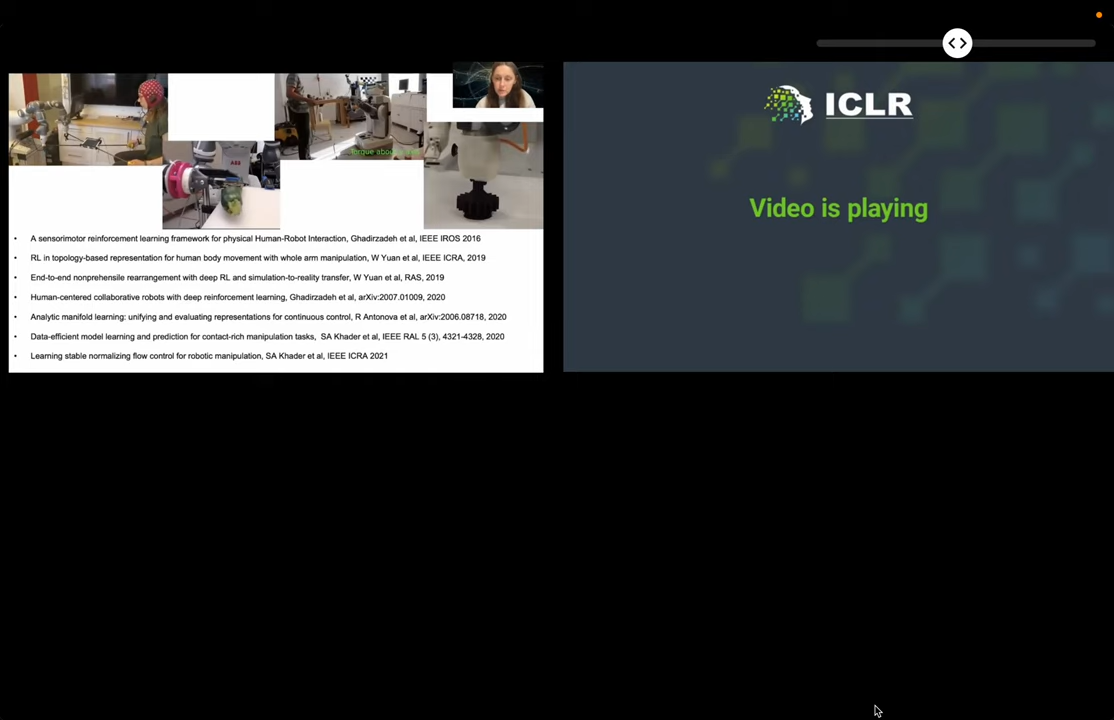 ABB
torque about
• A sensorimotor reinforcement learning framework for physical Human-Robot Interaction, Ghadirzadeh et al, IEEE IROS 2016
• RL in topology-based representation for human body movement with whole arm manipulation, W Yuan et al, IEEE ICRA, 2019
• End-to-end nonprehensile rearrangement with deep RL and simulation-to-reality transfer, W Yuan et al, RAS, 2019
• Human-centered collaborative robots with deep reinforcement learning, Ghadirzadeh et al, arXiv:2007.01009, 2020
• Analytic manifold learning: unifying and evaluating representations for continuous control, R Antonova et al, arXiv:2006.08718, 2020
• Data-efficient model learning and prediction for contact-rich manipulation tasks, SA Khader et al, IEEE RAL 5 (3), 4321-4328, 2020
• Learning stable normalizing flow control for robotic manipulation, SA Khader et al, IEEE ICRA 2021
ICLR
Video is playing